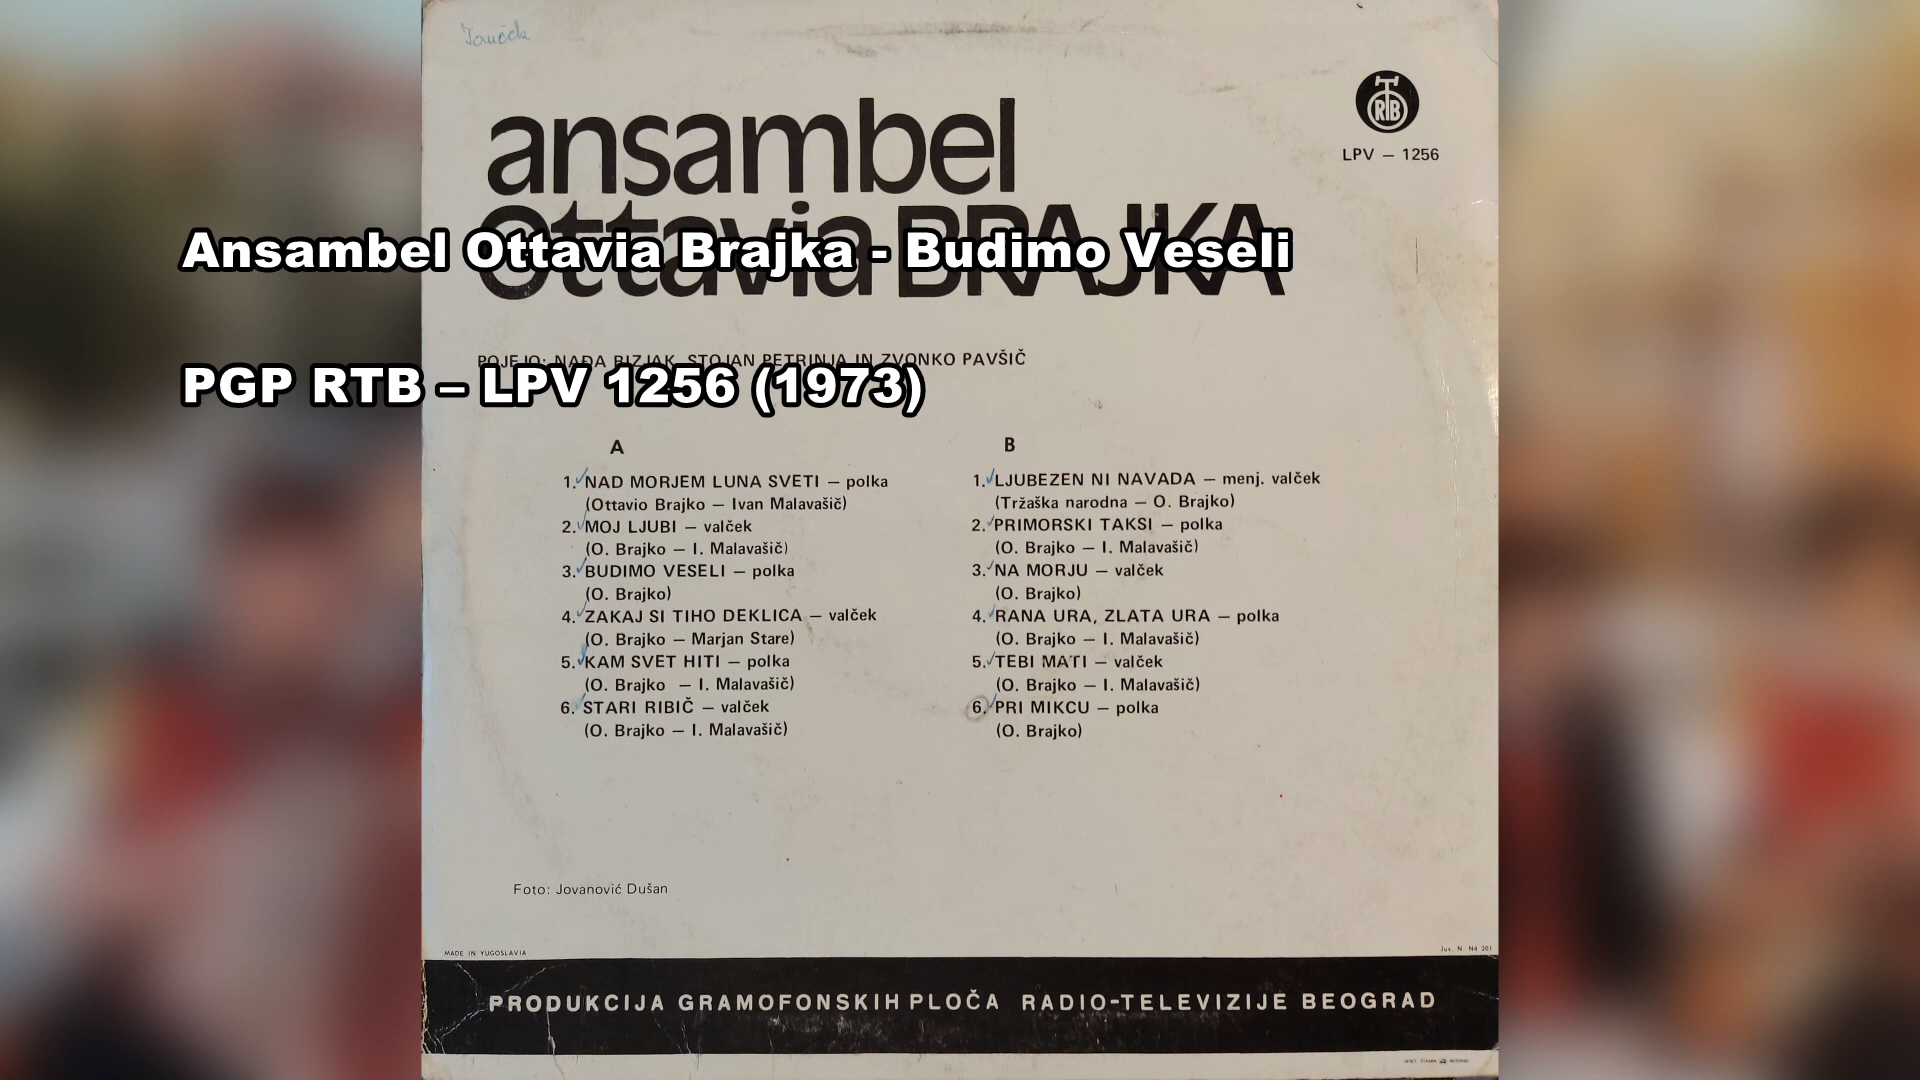 ansambel
Ottavia BRAJKA
RTB
LPV – 1256
Ansambel Ottavia Brajka - Budimo Veseli
POJEJO: NADA BIZJAK, STOJAN PETRINJA IN ZVONKO PAVŠIČ
PGP RTB – LPV 1256 (1973)
A
1. NAD MORJEM LUNA SVETI – polka
(Ottavio Brajko – Ivan Malavašič)
2. MOJ LJUBI – valček
(O. Brajko – I. Malavašič)
3. BUDIMO VESELI – polka
(O. Brajko)
4. ZAKAJ SI TIHO DEKLICA – valček
(O. Brajko – Marjan Stare)
5. KAM SVET HITI – polka
(O. Brajko – I. Malavašič)
6. STARI RIBIČ – valček
(O. Brajko – I. Malavašič)
B
1. LJUBEZEN NI NAVADA – menj. valček
(Tržaška narodna – O. Brajko)
2. PRIMORSKI TAKSI – polka
(O. Brajko – I. Malavašič)
3. NA MORJU – valček
(O. Brajko)
4. RANA URA, ZLATA URA – polka
(O. Brajko – I. Malavašič)
5. TEBI MATI – valček
(O. Brajko – I. Malavašič)
6. PRI MIKCU – polka
(O. Brajko)
Foto: Jovanović Dušan
MADE IN YUGOSLAVIA
PRODUKCIJA GRAMOFONSKIH PLOČA RADIO-TELEVIZIJE BEOGRAD